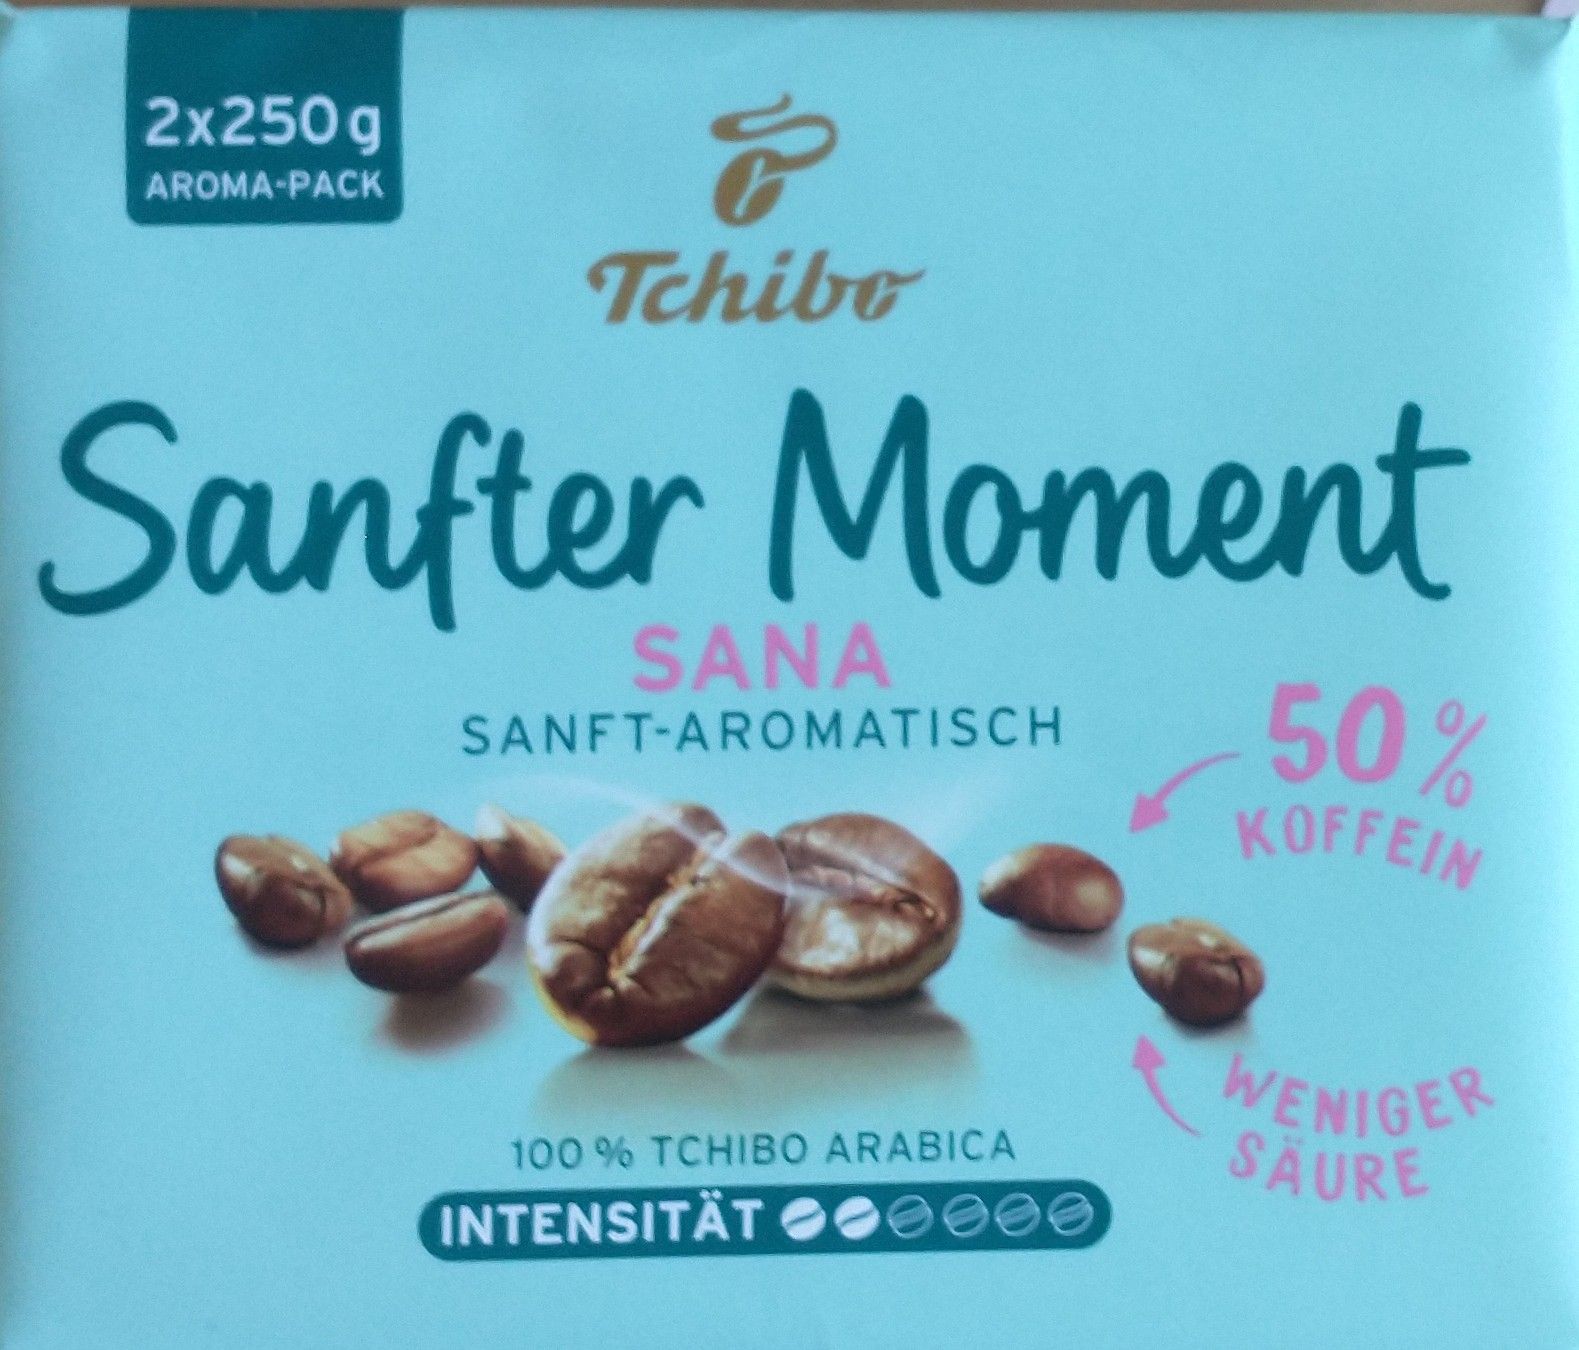 2x250g
AROMA-PACK
Tchibo
Sanfter Moment
SANA
SANFT-AROMATISCH
50%
KOFFEIN
WENIGER
SÄURE
100% TCHIBO ARABICA
INTENSITÄT